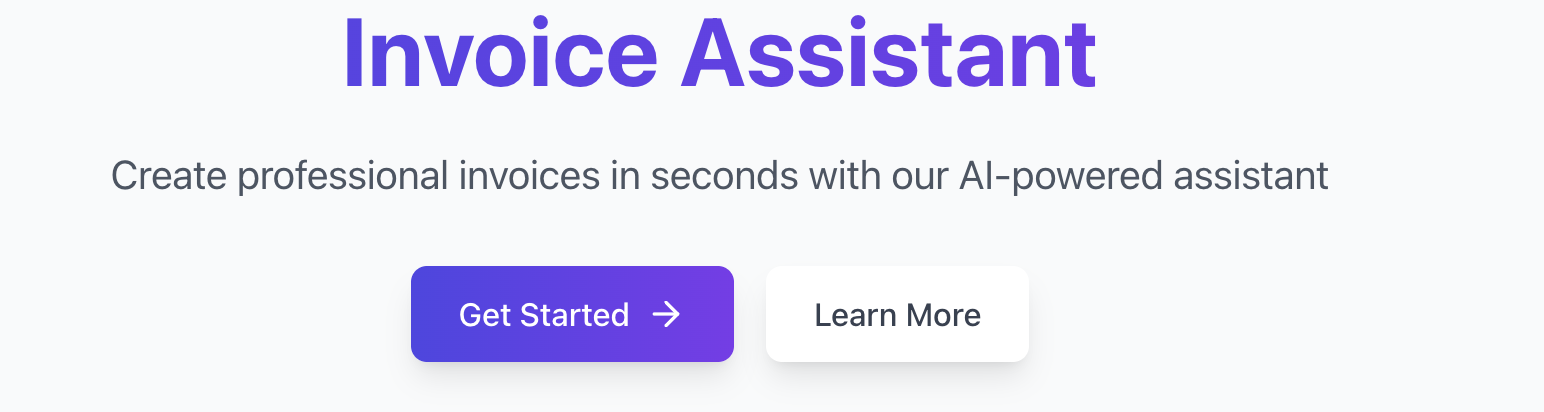 Invoice Assistant
Create professional invoices in seconds with our AI-powered assistant
Get Started →
Learn More